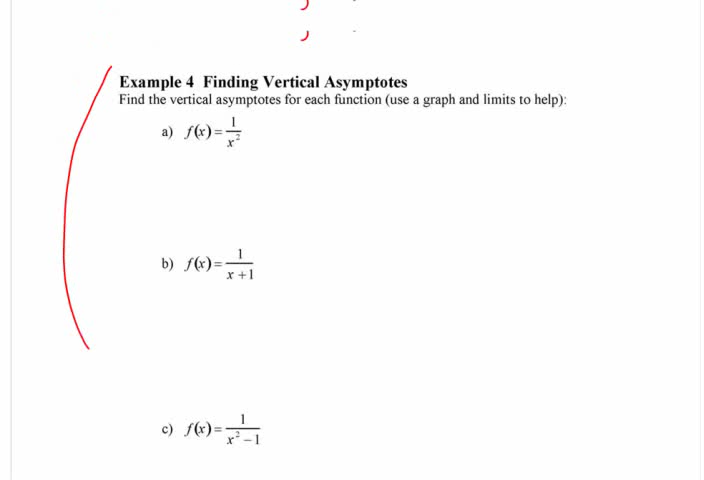 Example 4 Finding Vertical Asymptotes
Find the vertical asymptotes for each function (use a graph and limits to help):
a) f(x) = 1/x²
b) f(x) = 1/(x + 1)
c) f(x) = 1/(x² − 1)